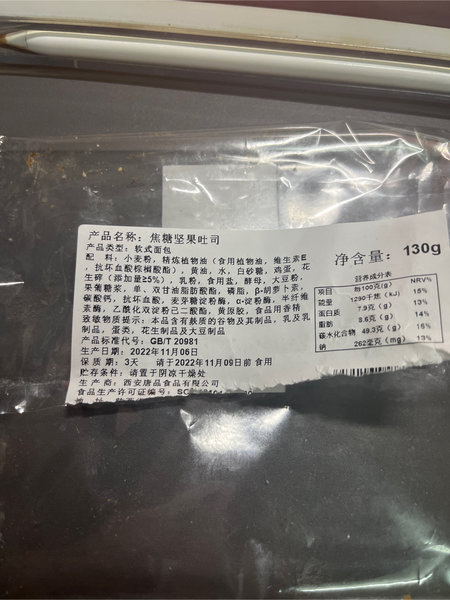 产品名称：焦糖坚果吐司
产品类型：软式面包
配 料：小麦粉，精炼植物油（食用植物油，维生素E
，抗坏血酸棕榈酸酯），黄油，水，白砂糖，鸡蛋，花
生碎（添加量≥5%），乳粉，食用盐，酵母，大豆粉，
果葡糖浆，单，双甘油脂肪酸酯，磷脂，β-胡萝卜素，
碳酸钙，抗坏血酸，麦芽糖淀粉酶，α-淀粉酶，半纤维
素酶，乙酰化双淀粉己二酸酯，黄原胶，食品用香精
致敏物质提示：本品含有麸质的谷物及其制品，乳及乳
制品，蛋类，花生制品及大豆制品
产品标准代号：GB/T 20981
生产日期：2022年11月06日
保质期：3天 请于2022年11月09日前食用
贮存条件：请置于阴凉干燥处
生产商：西安唐品食品有限公司
食品生产许可证编号：SC
净含量：130g
营养成分表
项目 每100克(g) NRV%
能量 1290千焦(kJ) 15%
蛋白质 7.9克(g) 13%
脂肪 8.6克(g) 14%
碳水化合物 49.3克(g) 16%
钠 262毫克(mg) 13%